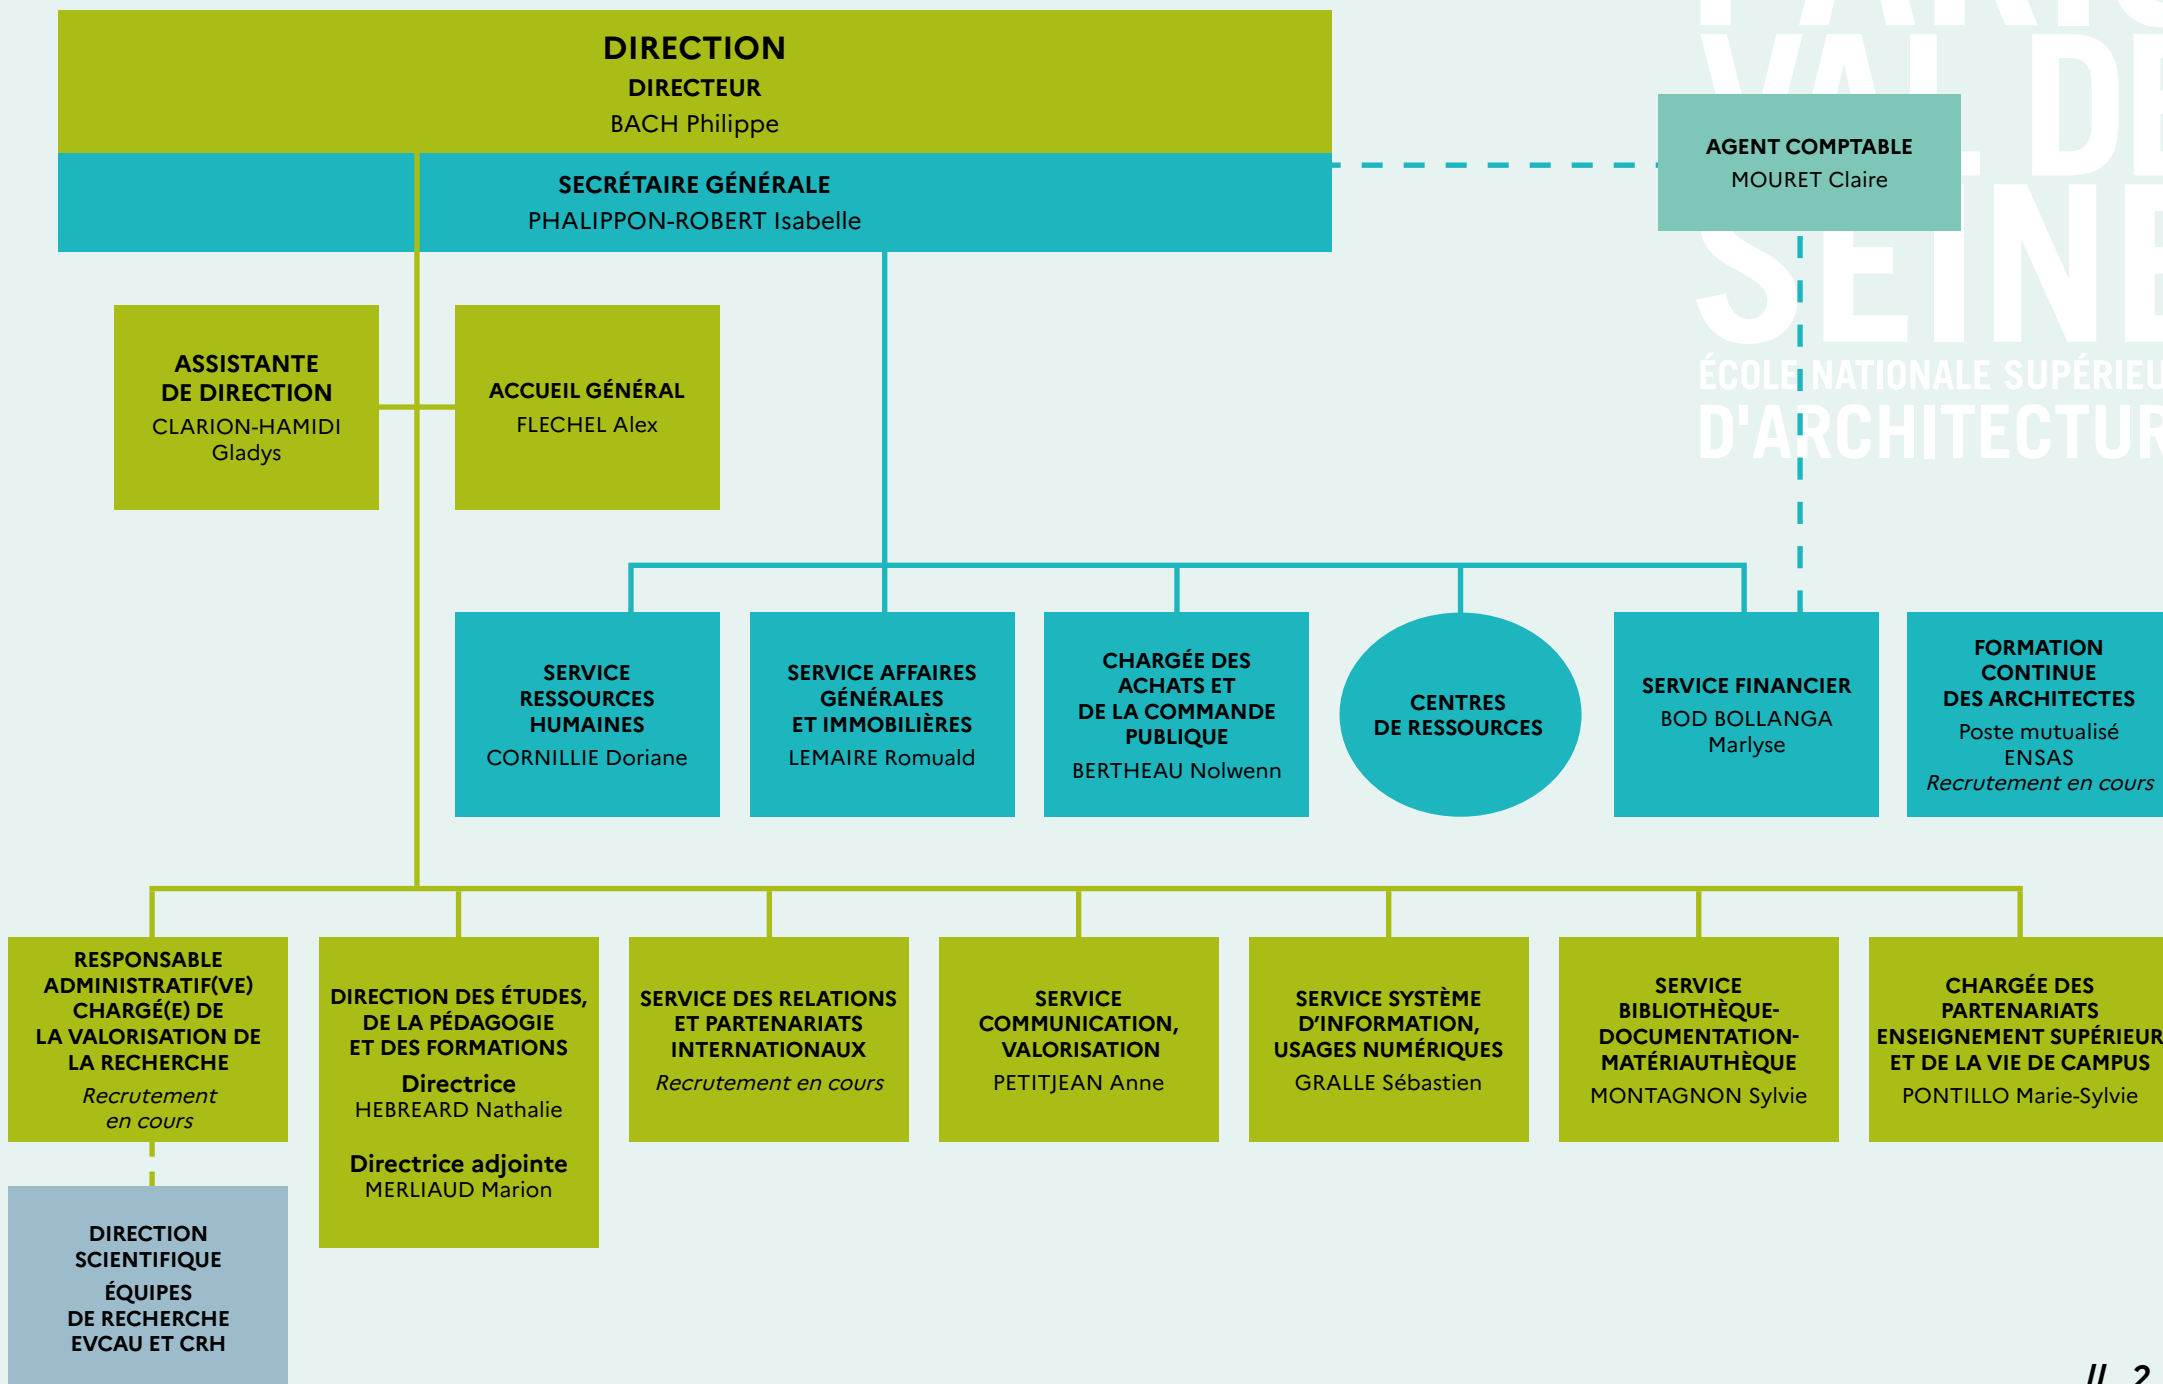 DIRECTION
DIRECTEUR
BACH Philippe
SECRÉTAIRE GÉNÉRALE
PHALIPPON-ROBERT Isabelle
VAL DE
SEINE
ÉCOLE NATIONALE SUPÉRIEU
D'ARCHITECTUR
AGENT COMPTABLE
MOURET Claire
ASSISTANTE
DE DIRECTION
CLARION-HAMIDI
Gladys
ACCUEIL GÉNÉRAL
FLECHEL Alex
SERVICE
RESSOURCES
HUMAINES
CORNILLIE Doriane
SERVICE AFFAIRES
GÉNÉRALES
ET IMMOBILIÈRES
LEMAIRE Romuald
CHARGÉE DES
ACHATS ET
DE LA COMMANDE
PUBLIQUE
BERTHEAU Nolwenn
CENTRES
DE RESSOURCES
SERVICE FINANCIER
BOD BOLLANGA
Marlyse
FORMATION
CONTINUE
DES ARCHITECTES
Poste mutualisé
ENSAS
Recrutement en cours
RESPONSABLE
ADMINISTRATIF(VE)
CHARGÉ(E) DE
LA VALORISATION DE
LA RECHERCHE
Recrutement
en cours
DIRECTION DES ÉTUDES,
DE LA PÉDAGOGIE
ET DES FORMATIONS
Directrice
HEBREARD Nathalie
Directrice adjointe
MERLIAUD Marion
SERVICE DES RELATIONS
ET PARTENARIATS
INTERNATIONAUX
Recrutement en cours
SERVICE
COMMUNICATION,
VALORISATION
PETITJEAN Anne
SERVICE SYSTÈME
D'INFORMATION,
USAGES NUMÉRIQUES
GRALLE Sébastien
SERVICE
BIBLIOTHÈQUE-
DOCUMENTATION-
MATÉRIAUTHÈQUE
MONTAGNON Sylvie
CHARGÉE DES
PARTENARIATS
ENSEIGNEMENT SUPÉRIEUR
ET DE LA VIE DE CAMPUS
PONTILLO Marie-Sylvie
DIRECTION
SCIENTIFIQUE
ÉQUIPES
DE RECHERCHE
EVCAU ET CRH
// 2